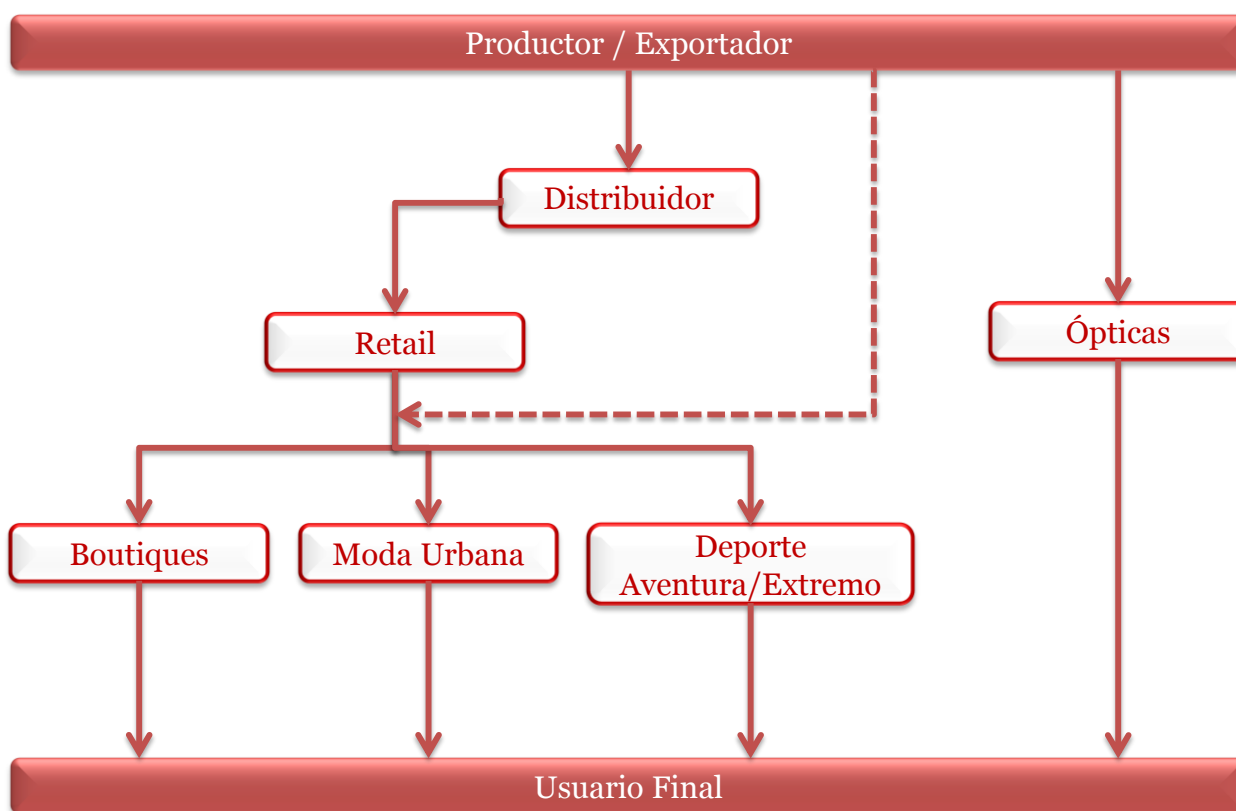 Productor / Exportador
Distribuidor
Retail
Ópticas
Boutiques
Moda Urbana
Deporte
Aventura/Extremo
Usuario Final